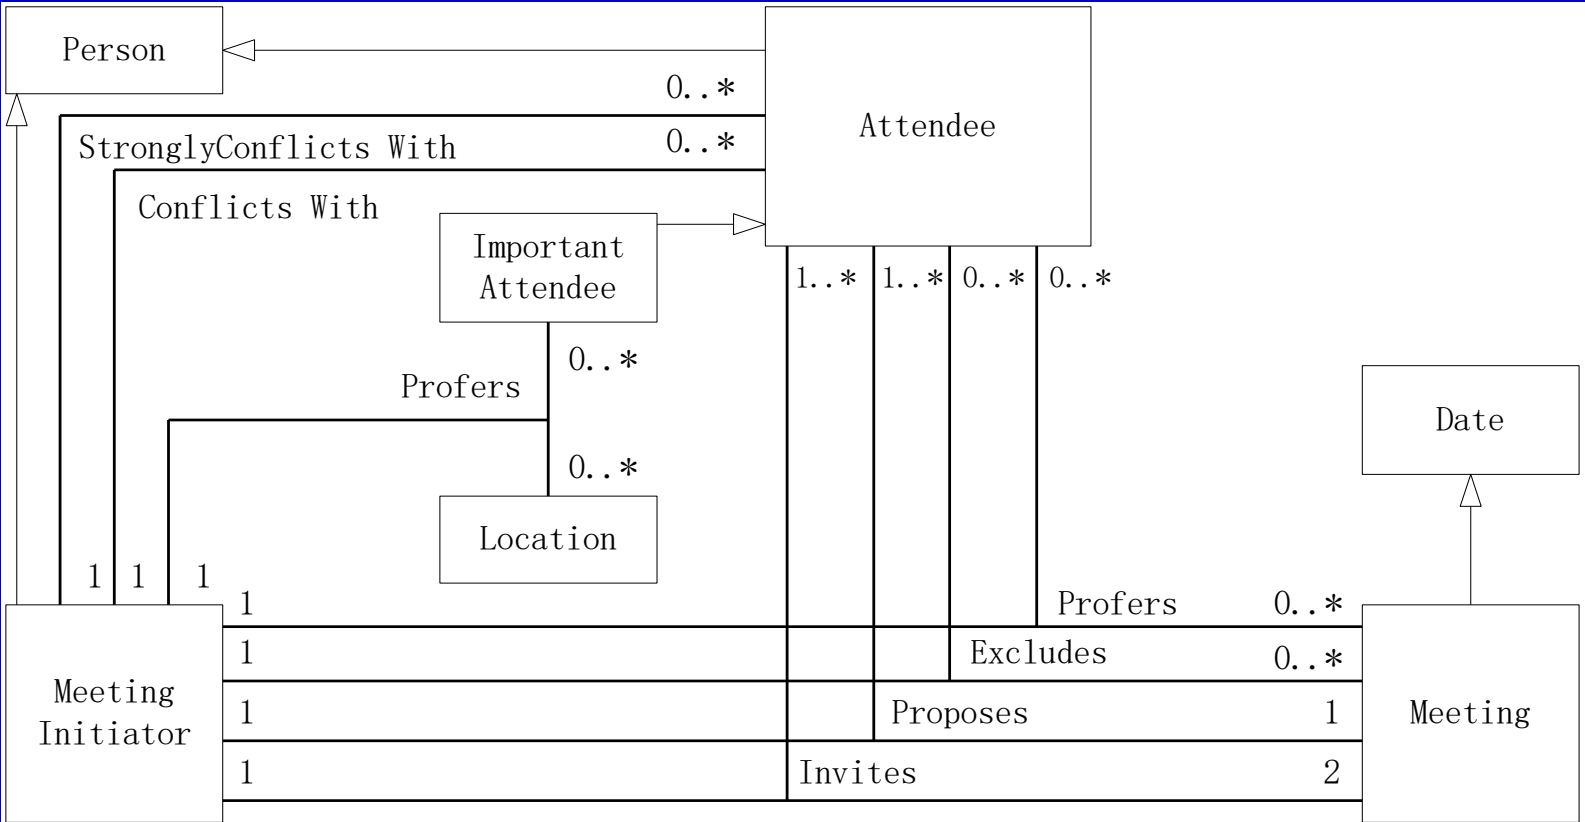 Person
0..*
Attendee
StronglyConflicts With
0..*
Conflicts With
Important
Attendee
1..*
1..*
0..*
0..*
0..*
Profers
Date
0..*
Location
1
1
1
1
Profers
0..*
1
Excludes
0..*
Meeting
Initiator
1
Proposes
1
Meeting
1
Invites
2